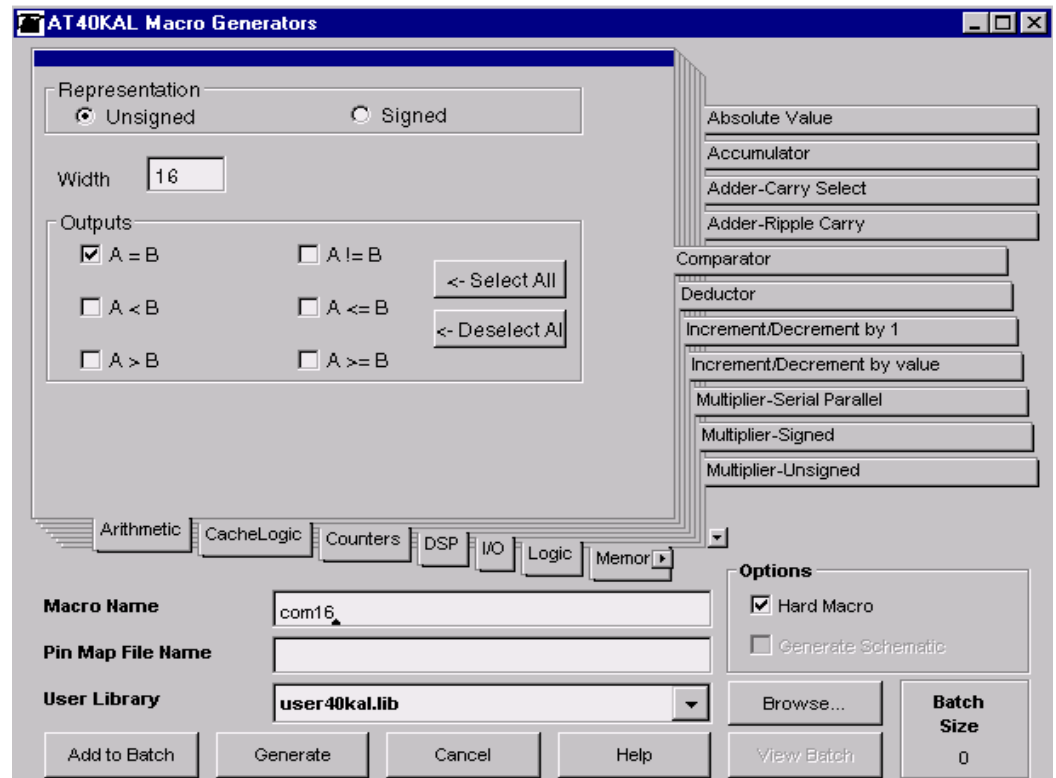 AT40KAL Macro Generators
Representation
Unsigned
Signed
Width
16
Outputs
A = B
A != B
A < B
A <= B
A > B
A >= B
<- Select All
<- Deselect Al
Absolute Value
Accumulator
Adder-Carry Select
Adder-Ripple Carry
Comparator
Deductor
Increment/Decrement by 1
Increment/Decrement by value
Multiplier-Serial Parallel
Multiplier-Signed
Multiplier-Unsigned
Arithmetic
CacheLogic
Counters
DSP
I/O
Logic
Memor
Macro Name
com16
Pin Map File Name
User Library
user40kal.lib
Options
Hard Macro
Generate Schematic
Browse...
View Batch
Batch
Size
0
Add to Batch
Generate
Cancel
Help